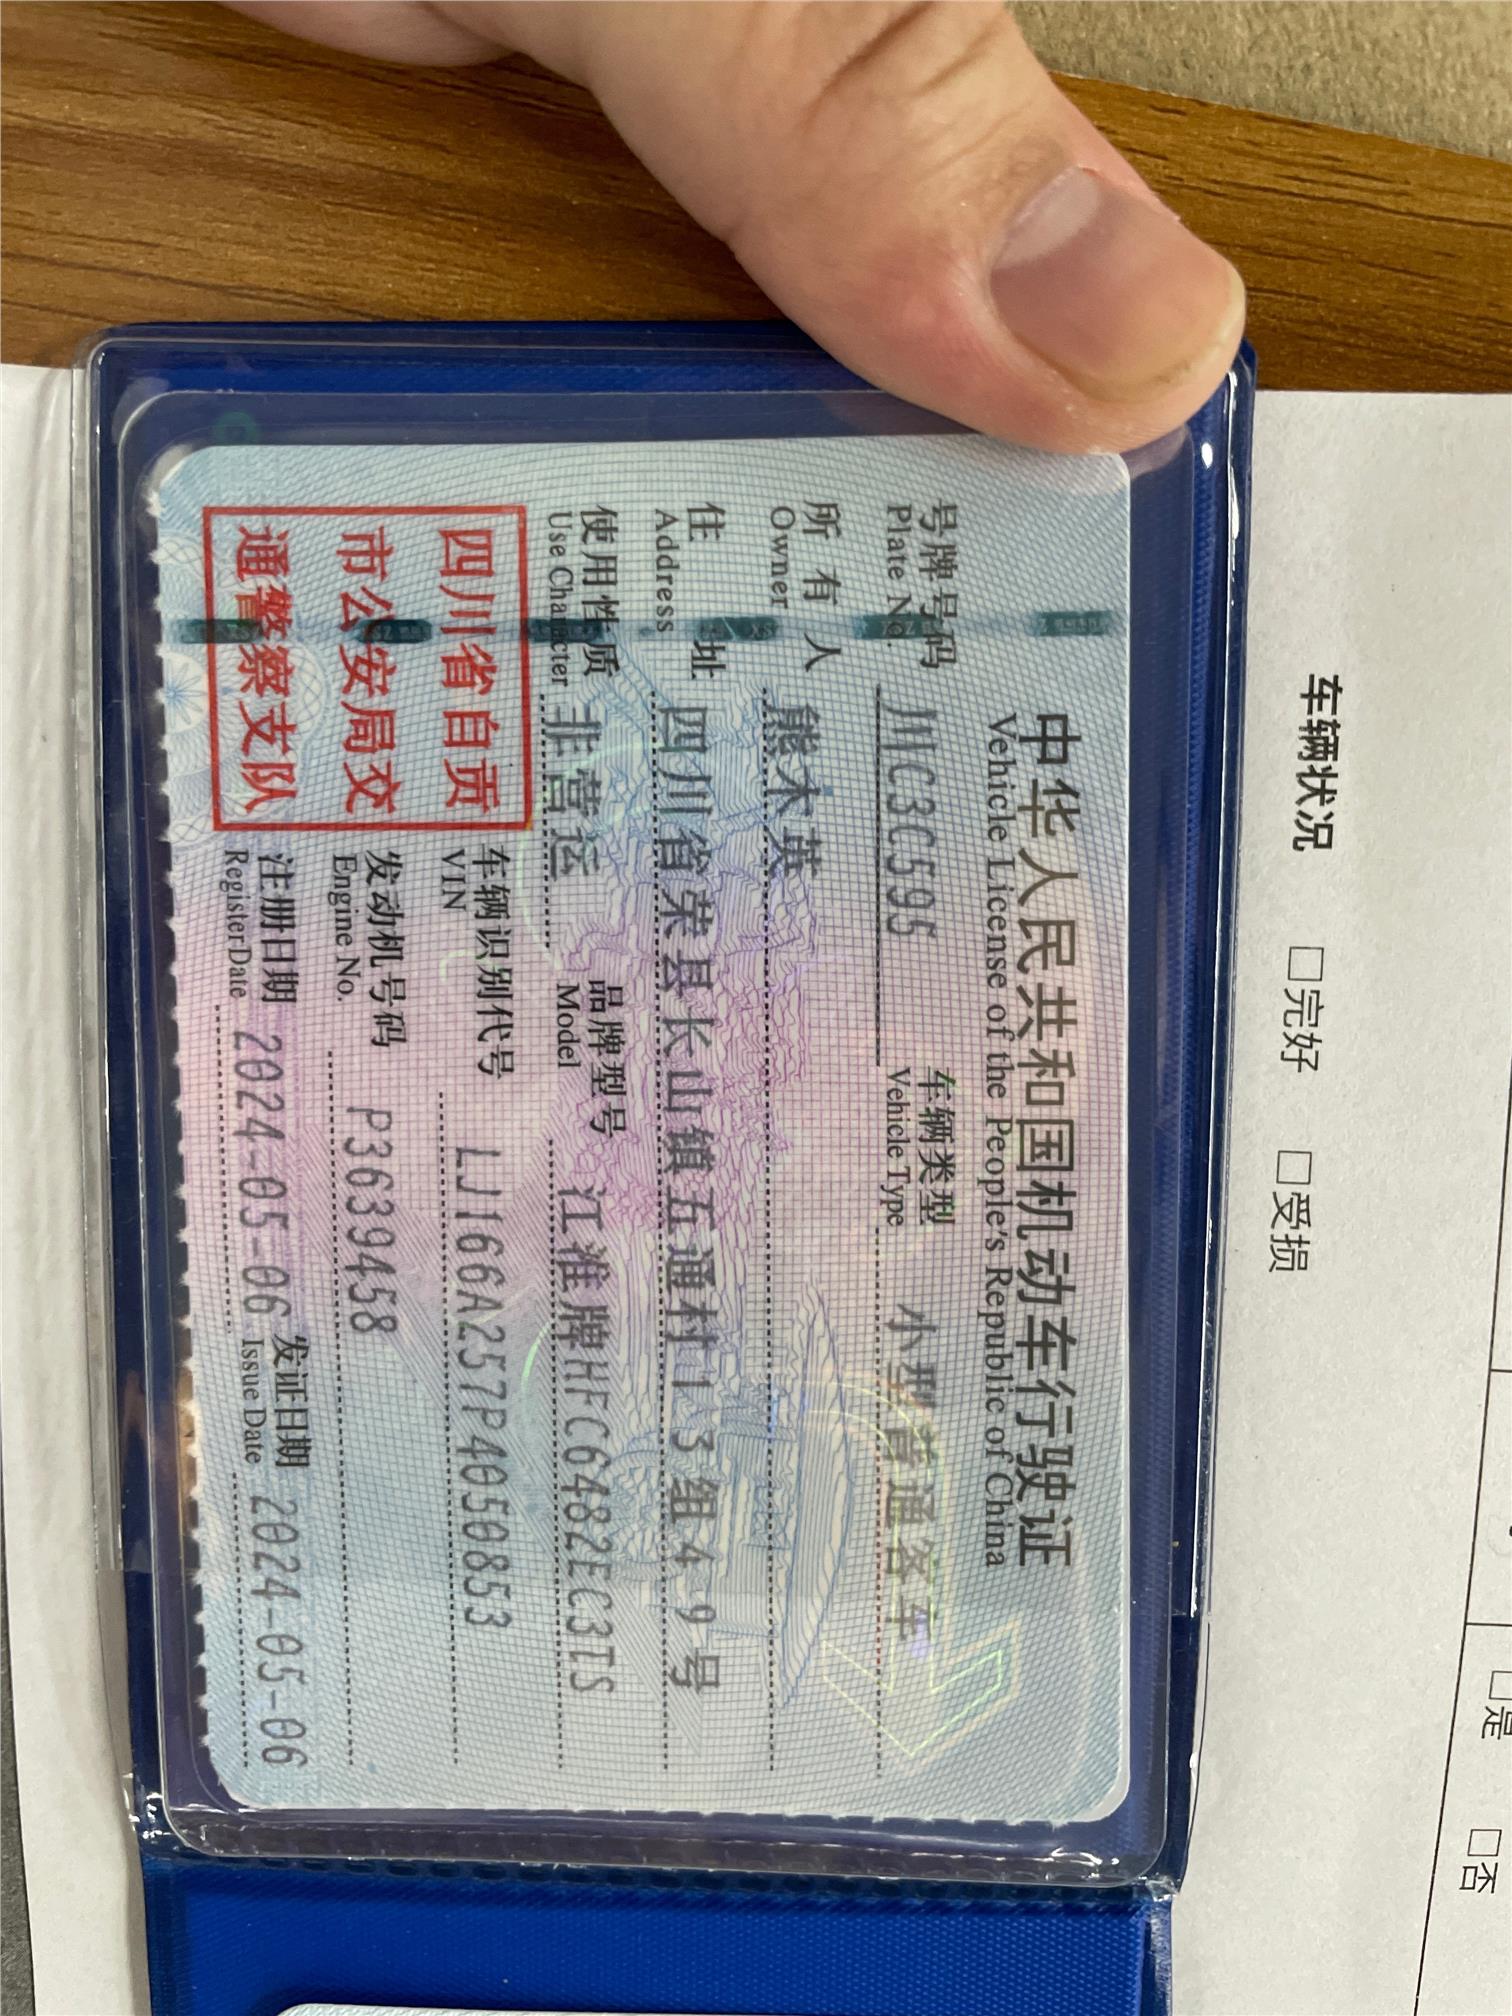 中华人民共和国机动车行驶证
Vehicle License of the People's Republic of China
号牌号码 川C3C595 车辆类型 小型普通客车
Plate No. Vehicle Type
所有人 熊木英
Owner
住址 四川省荣县长山镇五通村13组49号
Address
使用性质 非营运 品牌型号 江淮牌HFC6482EC3TS
Use Character Model
四川省自贡
市公安局交
通警察支队
车辆识别代号 LJ166A257P4050853
VIN
发动机号码 P3639458
Engine No.
注册日期 2024-05-06 发证日期 2024-05-06
Register Date Issue Date
车辆状况 □完好 □受损
□是 □否